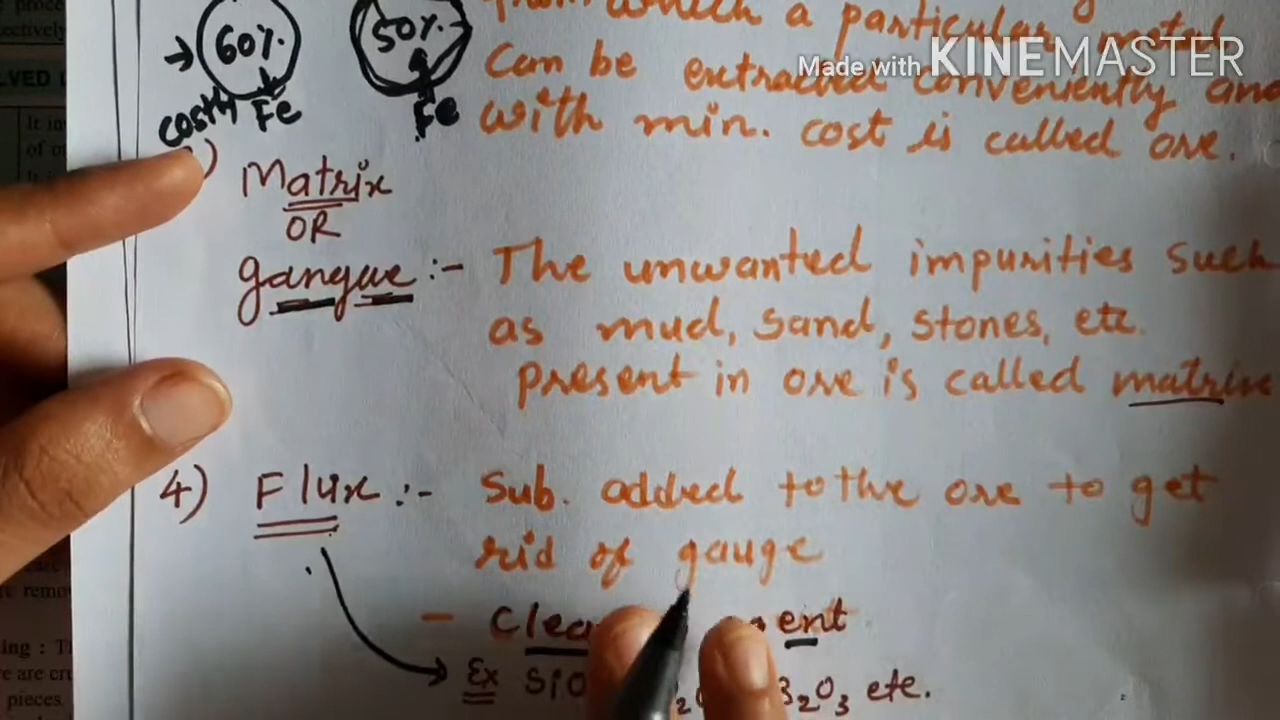 from which a particular metal
Made with KINEMASTER
60%.
50%.
can be extracted conveniently and
costly Fe
Fe
with min. cost is called ore.
)
Matrix
OR
gangue :- The unwanted impurities such
as mud, sand, stones, etc.
present in ore is called matrix
4) Flux :- Sub. added to the ore to get
rid of gauge
ent
Ex SiO B2O3 etc.